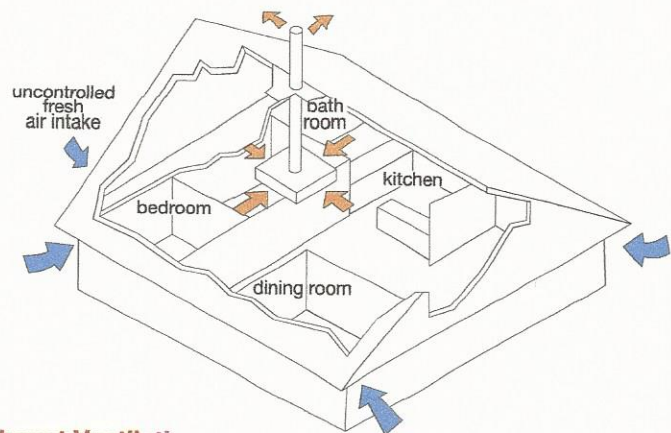 uncontrolled
fresh
air intake
bath
room
kitchen
bedroom
dining room